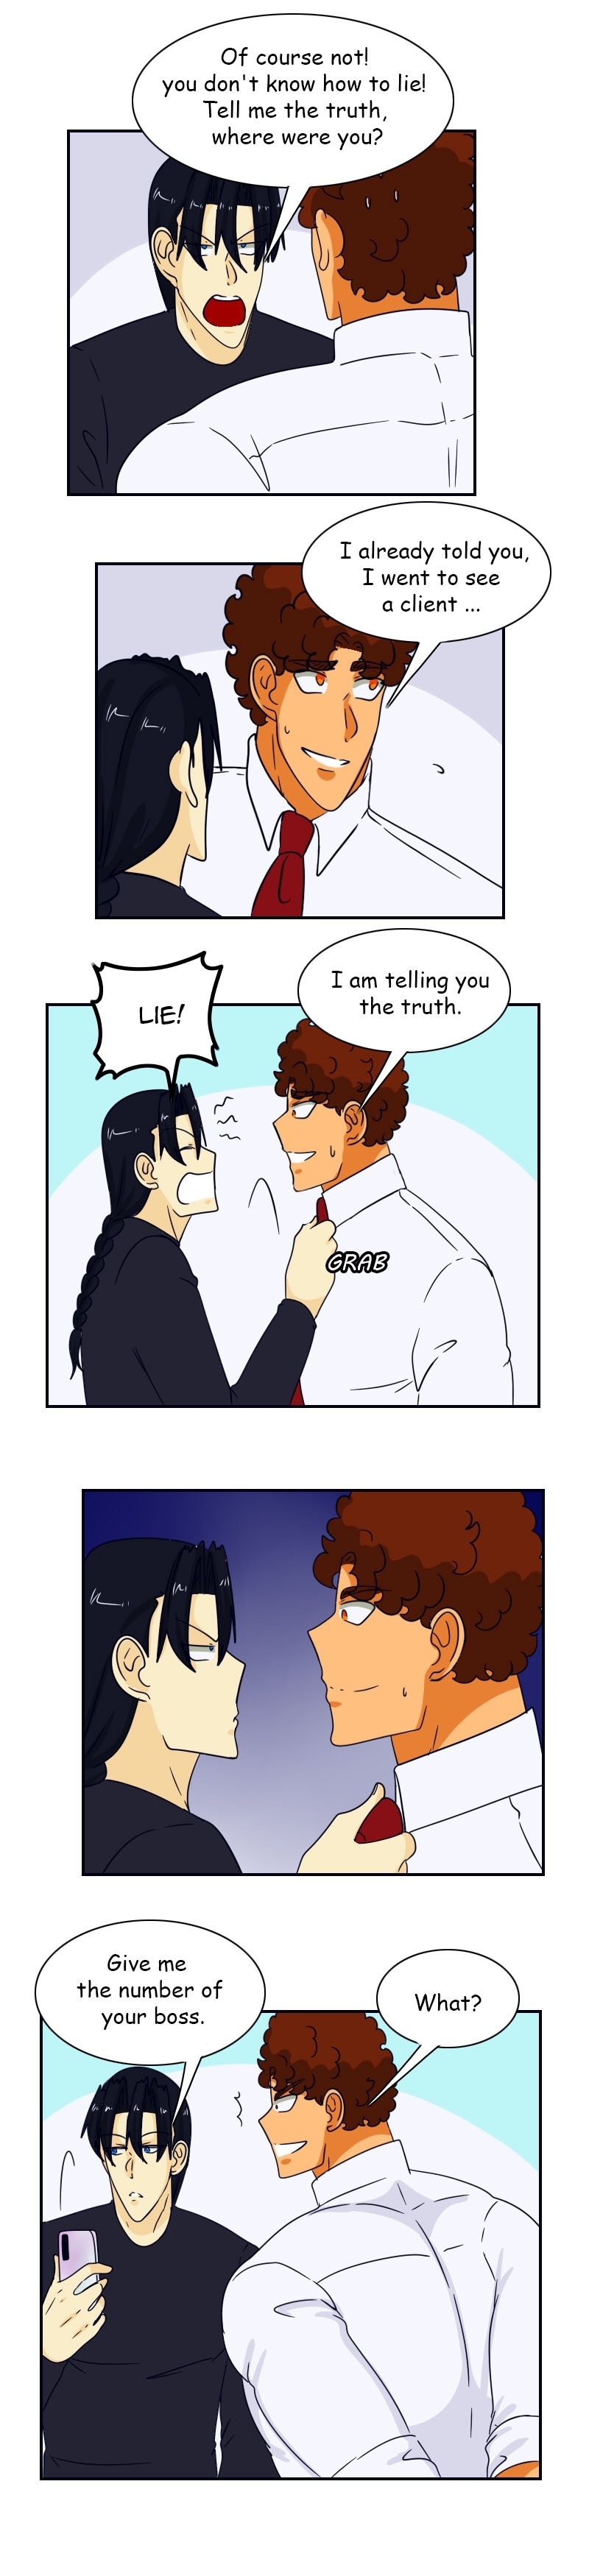 Of course not!
you don't know how to lie!
Tell me the truth,
where were you?
I already told you,
I went to see
a client ...
LIE!
I am telling you
the truth.
GRAB
Give me
the number of
your boss.
What?